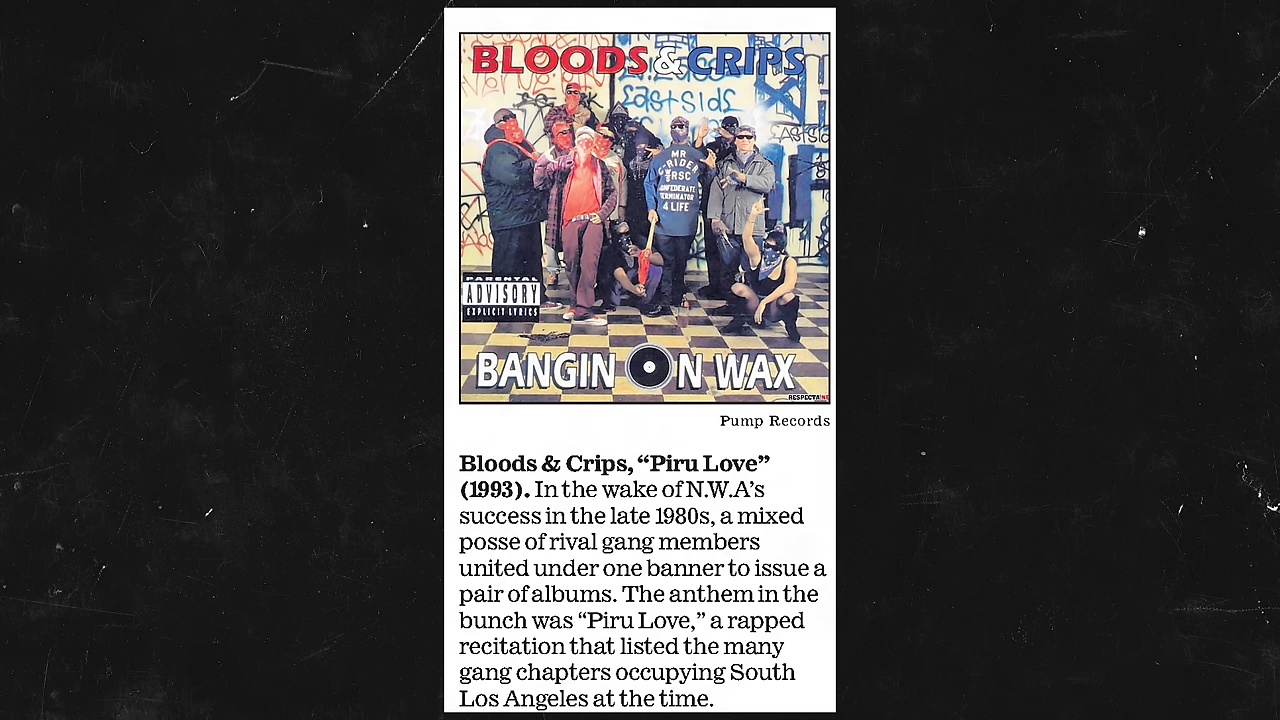 BLOODS & CRIPS
Eastside
MR
C-RIDER
RSC
CONFEDERATE
TERMINATOR
4 LIFE
PARENTAL
ADVISORY
EXPLICIT LYRICS
BANGIN ON WAX
Pump Records
Bloods & Crips, “Piru Love”
(1993). In the wake of N.W.A’s
success in the late 1980s, a mixed
posse of rival gang members
united under one banner to issue a
pair of albums. The anthem in the
bunch was “Piru Love,” a rapped
recitation that listed the many
gang chapters occupying South
Los Angeles at the time.